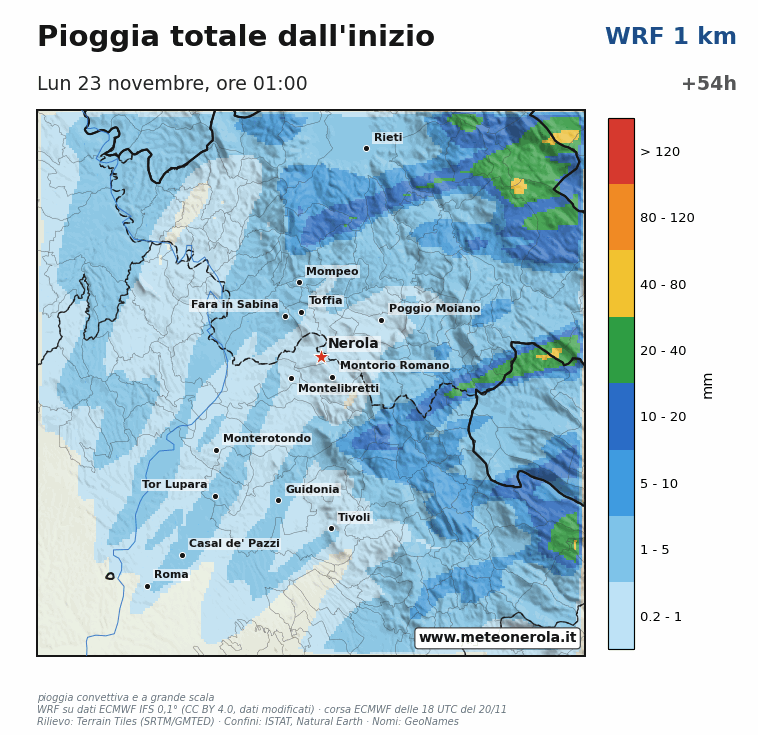 Pioggia totale dall'inizio
WRF 1 km
Lun 23 novembre, ore 01:00
+54h
Rieti
> 120
80 - 120
Mompeo
40 - 80
Fara in Sabina
Toffia
Poggio Moiano
Nerola
20 - 40
Montorio Romano
Montelibretti
mm
10 - 20
Monterotondo
Tor Lupara
Guidonia
5 - 10
Tivoli
Casal de' Pazzi
1 - 5
Roma
0.2 - 1
www.meteonerola.it
pioggia convettiva e a grande scala
WRF su dati ECMWF IFS 0,1° (CC BY 4.0, dati modificati) · corsa ECMWF delle 18 UTC del 20/11
Rilievo: Terrain Tiles (SRTM/GMTED) · Confini: ISTAT, Natural Earth · Nomi: GeoNames